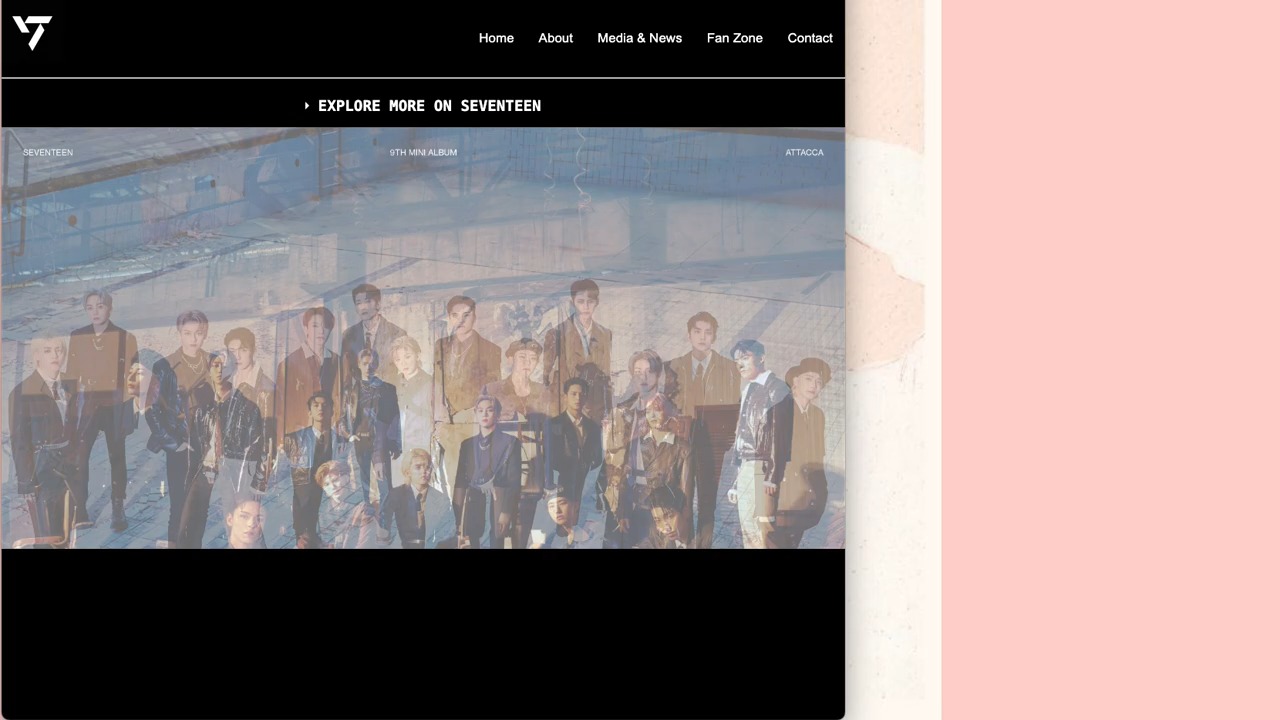 Home About Media & News Fan Zone Contact
EXPLORE MORE ON SEVENTEEN
SEVENTEEN 9TH MINI ALBUM ATTACCA